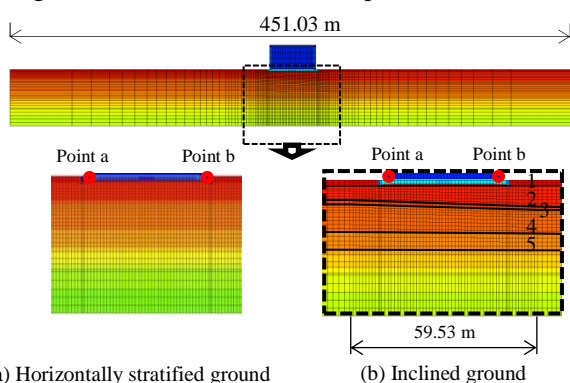 451.03 m
Point a
Point b
Point a
Point b
1
2
3
4
5
59.53 m
) Horizontally stratified ground
(b) Inclined ground